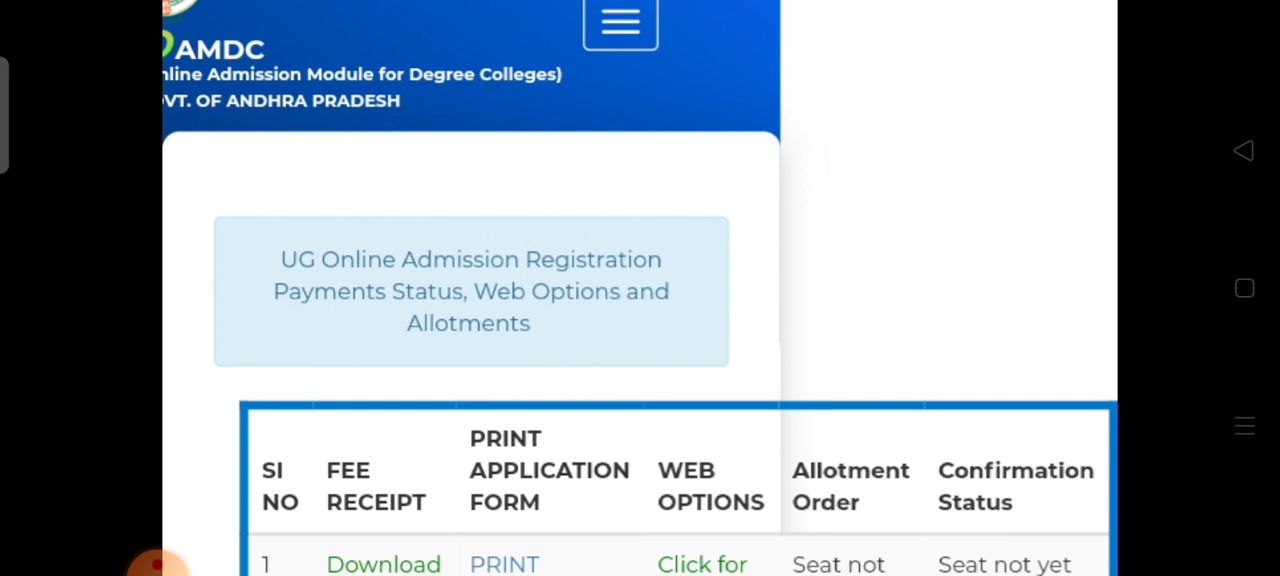 AMDC
nline Admission Module for Degree Colleges)
VT. OF ANDHRA PRADESH
UG Online Admission Registration
Payments Status, Web Options and
Allotments
SI NO
FEE RECEIPT
PRINT APPLICATION FORM
WEB OPTIONS
Allotment Order
Confirmation Status
1
Download
PRINT
Click for
Seat not
Seat not yet